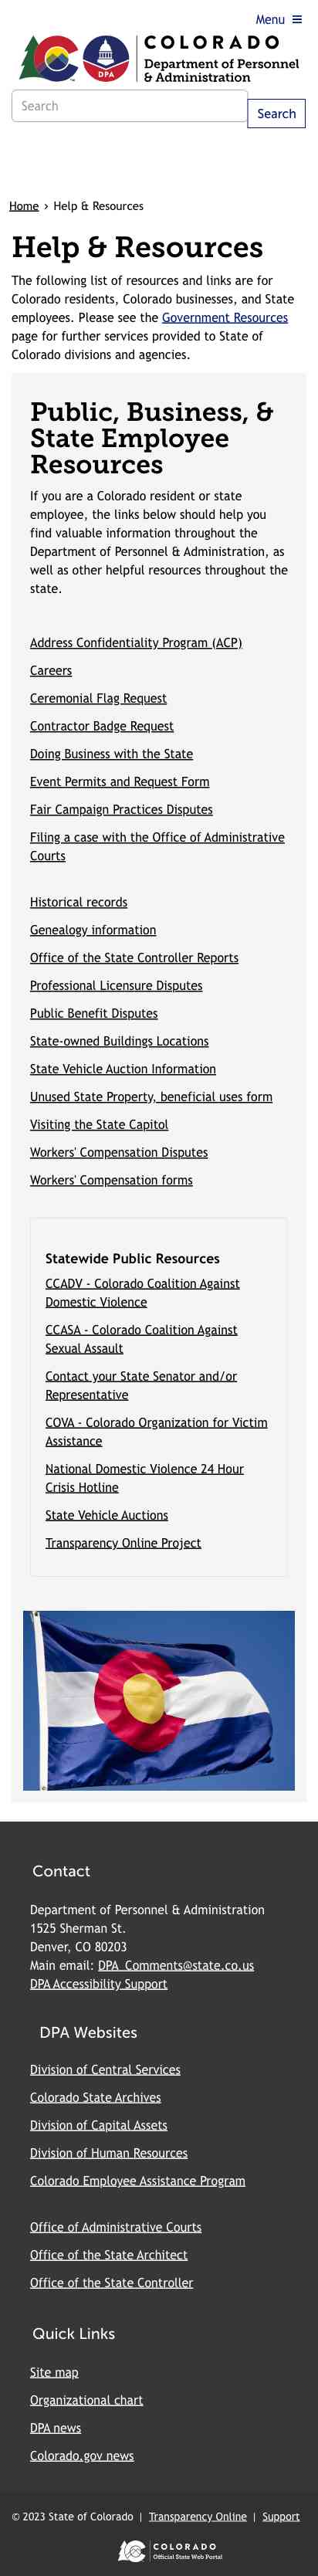 Menu
COLORADO
Department of Personnel
& Administration
C
DPA
Search
Search
Home › Help & Resources
Help & Resources
The following list of resources and links are for
Colorado residents, Colorado businesses, and State
employees. Please see the Government Resources
page for further services provided to State of
Colorado divisions and agencies.
Public, Business, &
State Employee
Resources
If you are a Colorado resident or state
employee, the links below should help you
find valuable information throughout the
Department of Personnel & Administration, as
well as other helpful resources throughout the
state.
Address Confidentiality Program (ACP)
Careers
Ceremonial Flag Request
Contractor Badge Request
Doing Business with the State
Event Permits and Request Form
Fair Campaign Practices Disputes
Filing a case with the Office of Administrative
Courts
Historical records
Genealogy information
Office of the State Controller Reports
Professional Licensure Disputes
Public Benefit Disputes
State-owned Buildings Locations
State Vehicle Auction Information
Unused State Property, beneficial uses form
Visiting the State Capitol
Workers' Compensation Disputes
Workers' Compensation forms
Statewide Public Resources
CCADV - Colorado Coalition Against
Domestic Violence
CCASA - Colorado Coalition Against
Sexual Assault
Contact your State Senator and/or
Representative
COVA - Colorado Organization for Victim
Assistance
National Domestic Violence 24 Hour
Crisis Hotline
State Vehicle Auctions
Transparency Online Project
Contact
Department of Personnel & Administration
1525 Sherman St.
Denver, CO 80203
Main email: DPA_Comments@state.co.us
DPA Accessibility Support
DPA Websites
Division of Central Services
Colorado State Archives
Division of Capital Assets
Division of Human Resources
Colorado Employee Assistance Program
Office of Administrative Courts
Office of the State Architect
Office of the State Controller
Quick Links
Site map
Organizational chart
DPA news
Colorado.gov news
© 2023 State of Colorado | Transparency Online | Support
COLORADO
Official State Web Portal